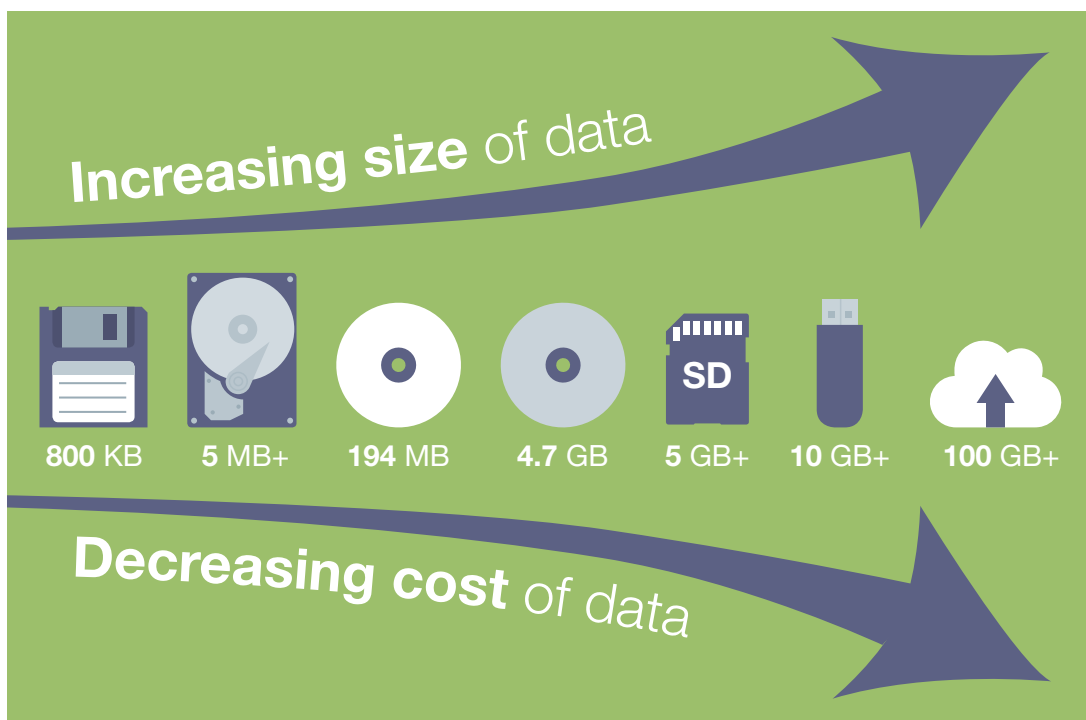 Increasing size of data
SD
800 KB
5 MB+
194 MB
4.7 GB
5 GB+
10 GB+
100 GB+
Decreasing cost of data